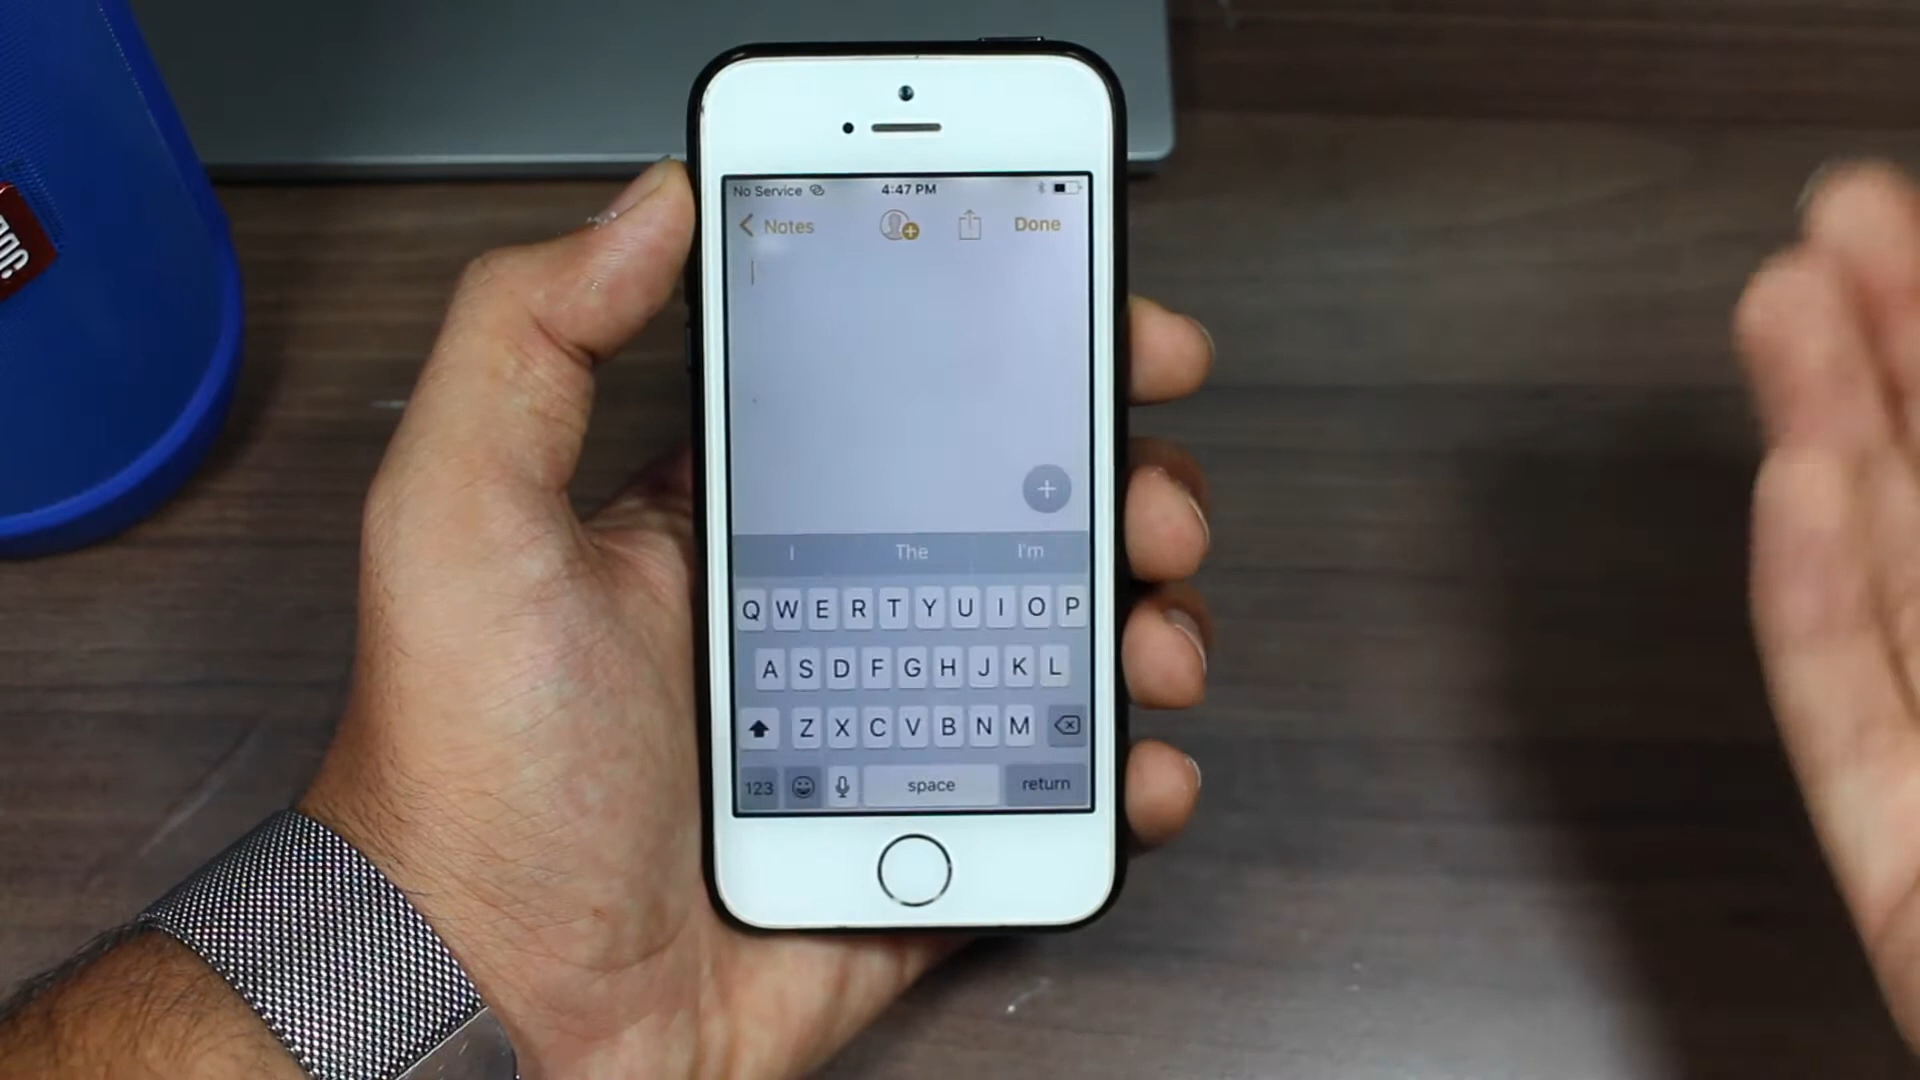 No Service 4:47 PM
Notes Done
I The I'm
Q W E R T Y U I O P
A S D F G H J K L
Z X C V B N M
123 space return